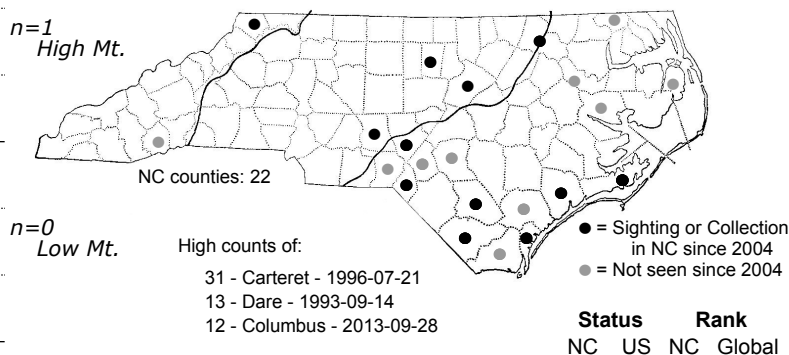 n=1
High Mt.
NC counties: 22
n=0
Low Mt.
High counts of:
31 - Carteret - 1996-07-21
13 - Dare - 1993-09-14
12 - Columbus - 2013-09-28
= Sighting or Collection
in NC since 2004
= Not seen since 2004
Status Rank
NC US NC Global